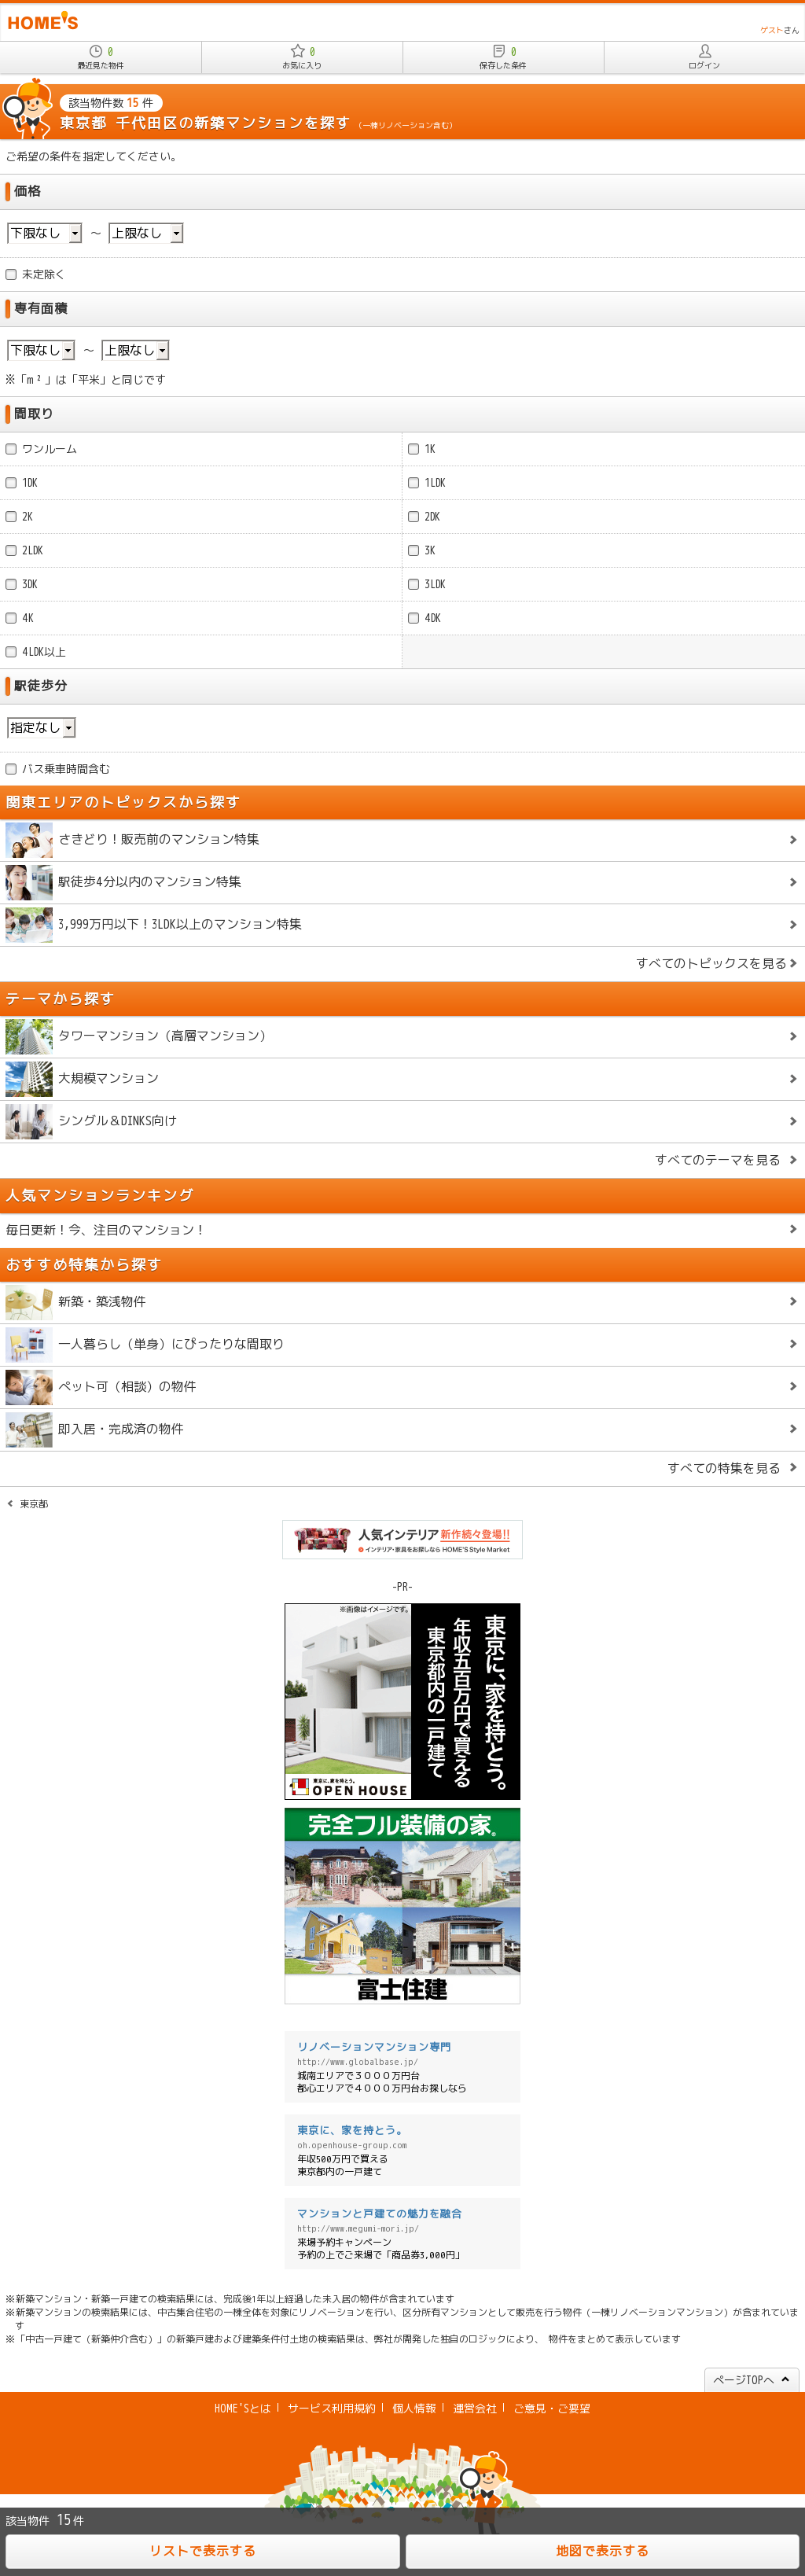 HOME'S
ゲストさん
0
最近見た物件
0
お気に入り
0
保存した条件
ログイン
該当物件数 15 件
東京都 千代田区の新築マンションを探す（一棟リノベーション含む）
ご希望の条件を指定してください。
価格
下限なし ～ 上限なし
未定除く
専有面積
下限なし ～ 上限なし
※「m²」は「平米」と同じです
間取り
ワンルーム
1K
1DK
1LDK
2K
2DK
2LDK
3K
3DK
3LDK
4K
4DK
4LDK以上
駅徒歩分
指定なし
バス乗車時間含む
関東エリアのトピックスから探す
さきどり！販売前のマンション特集
駅徒歩4分以内のマンション特集
3,999万円以下！3LDK以上のマンション特集
すべてのトピックスを見る
テーマから探す
タワーマンション（高層マンション）
大規模マンション
シングル＆DINKS向け
すべてのテーマを見る
人気マンションランキング
毎日更新！今、注目のマンション！
おすすめ特集から探す
新築・築浅物件
一人暮らし（単身）にぴったりな間取り
ペット可（相談）の物件
即入居・完成済の物件
すべての特集を見る
東京都
人気インテリア 新作続々登場!!
インテリア・家具をお探しなら HOME'S Style Market
-PR-
※画像はイメージです。
東京に、家を持とう。
年収五百万円で買える
東京都内の一戸建て
東京に、家を持とう。
OPEN HOUSE
完全フル装備の家®
富士住建
リノベーションマンション専門
http://www.globalbase.jp/
城南エリアで３０００万円台
都心エリアで４０００万円台お探しなら
東京に、家を持とう。
oh.openhouse-group.com
年収500万円で買える
東京都内の一戸建て
マンションと戸建ての魅力を融合
http://www.megumi-mori.jp/
来場予約キャンペーン
予約の上でご来場で「商品券3,000円」
※新築マンション・新築一戸建ての検索結果には、完成後1年以上経過した未入居の物件が含まれています
※新築マンションの検索結果には、中古集合住宅の一棟全体を対象にリノベーションを行い、区分所有マンションとして販売を行う物件（一棟リノベーションマンション）が含まれていま
す
※「中古一戸建て（新築仲介含む）」の新築戸建および建築条件付土地の検索結果は、弊社が開発した独自のロジックにより、 物件をまとめて表示しています
ページTOPへ
HOME'Sとは
サービス利用規約
個人情報
運営会社
ご意見・ご要望
該当物件 15件
リストで表示する
地図で表示する